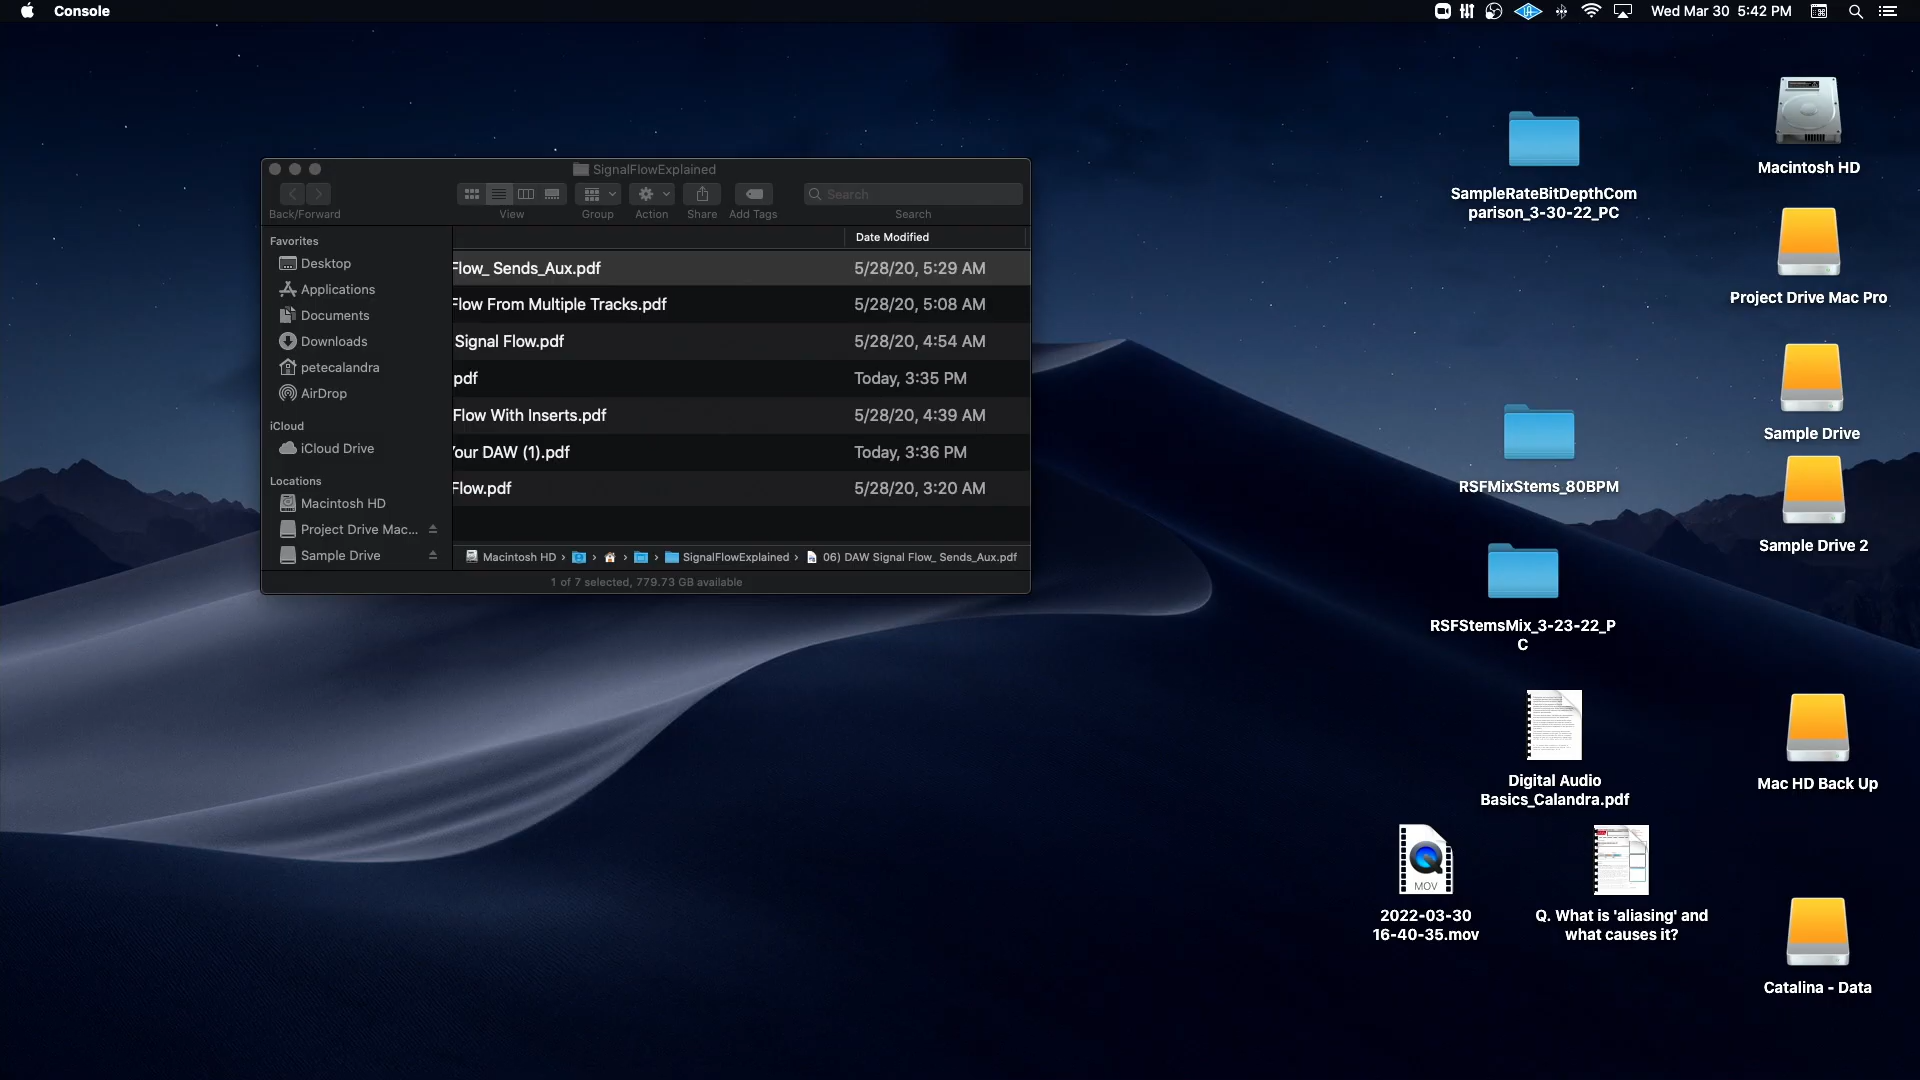 Console
Wed Mar 30 5:42 PM
SignalFlowExplained
Back/Forward
View
Group
Action
Share
Add Tags
Search
Search
Favorites
Desktop
Applications
Documents
Downloads
petecalandra
AirDrop
iCloud
iCloud Drive
Locations
Macintosh HD
Project Drive Mac...
Sample Drive
Date Modified
Flow_ Sends_Aux.pdf 5/28/20, 5:29 AM
Flow From Multiple Tracks.pdf 5/28/20, 5:08 AM
Signal Flow.pdf 5/28/20, 4:54 AM
pdf Today, 3:35 PM
Flow With Inserts.pdf 5/28/20, 4:39 AM
our DAW (1).pdf Today, 3:36 PM
Flow.pdf 5/28/20, 3:20 AM
Macintosh HD › › › › SignalFlowExplained › 06) DAW Signal Flow_ Sends_Aux.pdf
1 of 7 selected, 779.73 GB available
SampleRateBitDepthCom
parison_3-30-22_PC
RSFMixStems_80BPM
RSFStemsMix_3-23-22_P
C
Digital Audio
Basics_Calandra.pdf
MOV
2022-03-30
16-40-35.mov
Q. What is 'aliasing' and
what causes it?
Macintosh HD
Project Drive Mac Pro
Sample Drive
Sample Drive 2
Mac HD Back Up
Catalina - Data